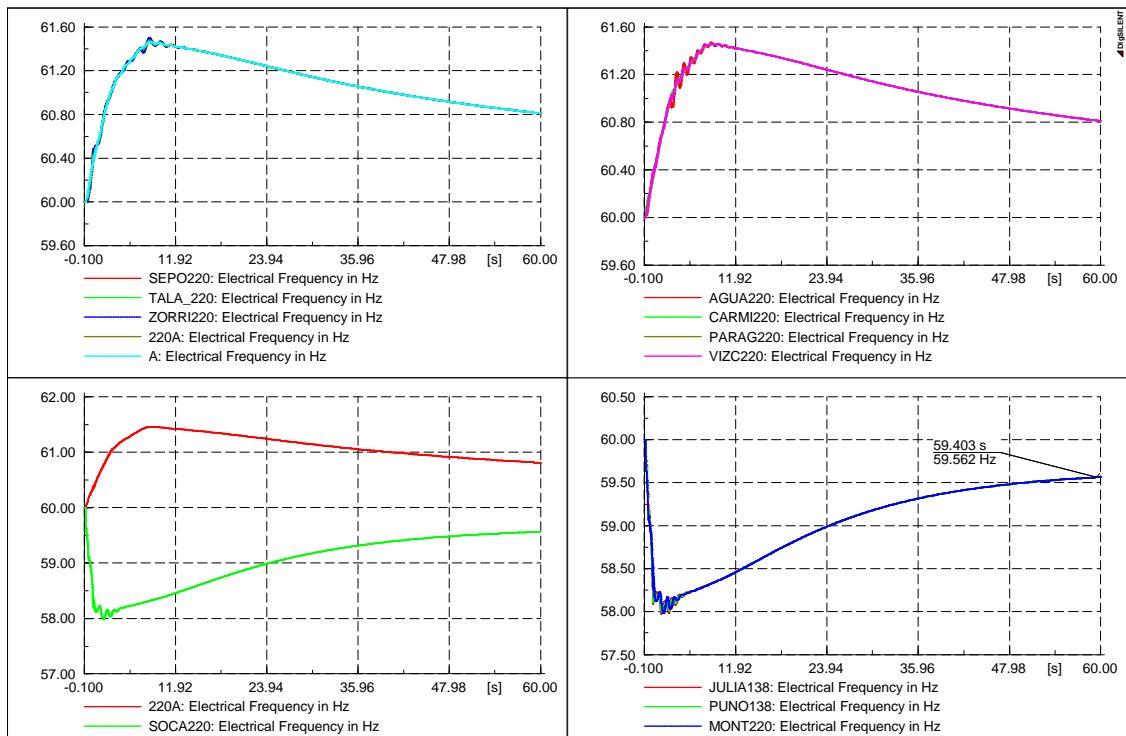 61.60
61.20
60.80
60.40
60.00
59.60
-0.100 11.92 23.94 35.96 47.98 [s] 60.00
SEPO220: Electrical Frequency in Hz
TALA_220: Electrical Frequency in Hz
ZORRI220: Electrical Frequency in Hz
220A: Electrical Frequency in Hz
A: Electrical Frequency in Hz
61.60
61.20
60.80
60.40
60.00
59.60
-0.100 11.92 23.94 35.96 47.98 [s] 60.00
AGUA220: Electrical Frequency in Hz
CARMI220: Electrical Frequency in Hz
PARAG220: Electrical Frequency in Hz
VIZC220: Electrical Frequency in Hz
DIgSILENT
62.00
61.00
60.00
59.00
58.00
57.00
-0.100 11.92 23.94 35.96 47.98 [s] 60.00
220A: Electrical Frequency in Hz
SOCA220: Electrical Frequency in Hz
60.50
60.00
59.50
59.00
58.50
58.00
57.50
59.403 s
59.562 Hz
-0.100 11.92 23.94 35.96 47.98 [s] 60.00
JULIA138: Electrical Frequency in Hz
PUNO138: Electrical Frequency in Hz
MONT220: Electrical Frequency in Hz